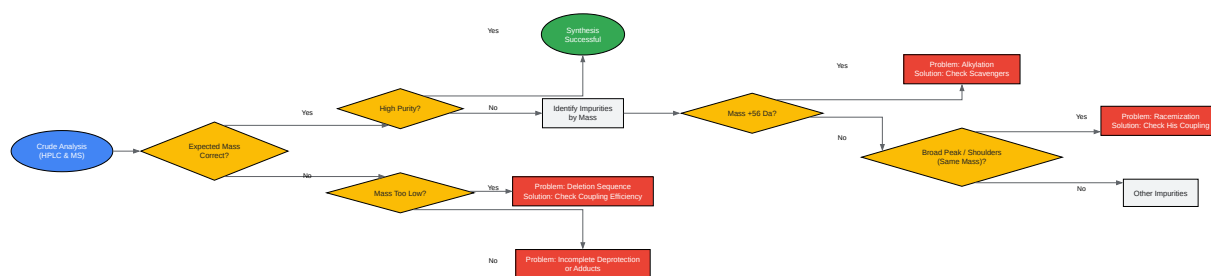 Yes
Synthesis
Successful
Yes
Problem: Alkylation
Solution: Check Scavengers
Yes
High Purity?
No
Identify Impurities
by Mass
Mass +56 Da?
Yes
Problem: Racemization
Solution: Check His Coupling
No
Crude Analysis
(HPLC & MS)
Expected Mass
Correct?
Broad Peak / Shoulders
(Same Mass)?
No
Mass Too Low?
Yes
Problem: Deletion Sequence
Solution: Check Coupling Efficiency
No
Other Impurities
No
Problem: Incomplete Deprotection
or Adducts